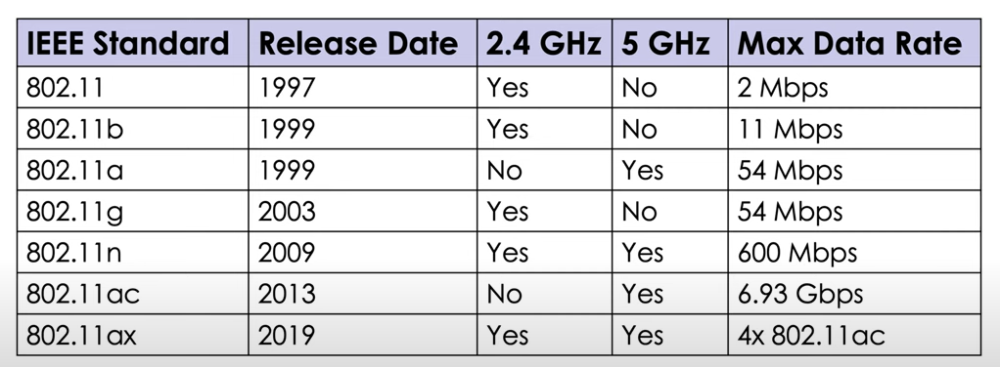 IEEE Standard Release Date 2.4 GHz 5 GHz Max Data Rate
802.11 1997 Yes No 2 Mbps
802.11b 1999 Yes No 11 Mbps
802.11a 1999 No Yes 54 Mbps
802.11g 2003 Yes No 54 Mbps
802.11n 2009 Yes Yes 600 Mbps
802.11ac 2013 No Yes 6.93 Gbps
802.11ax 2019 Yes Yes 4x 802.11ac